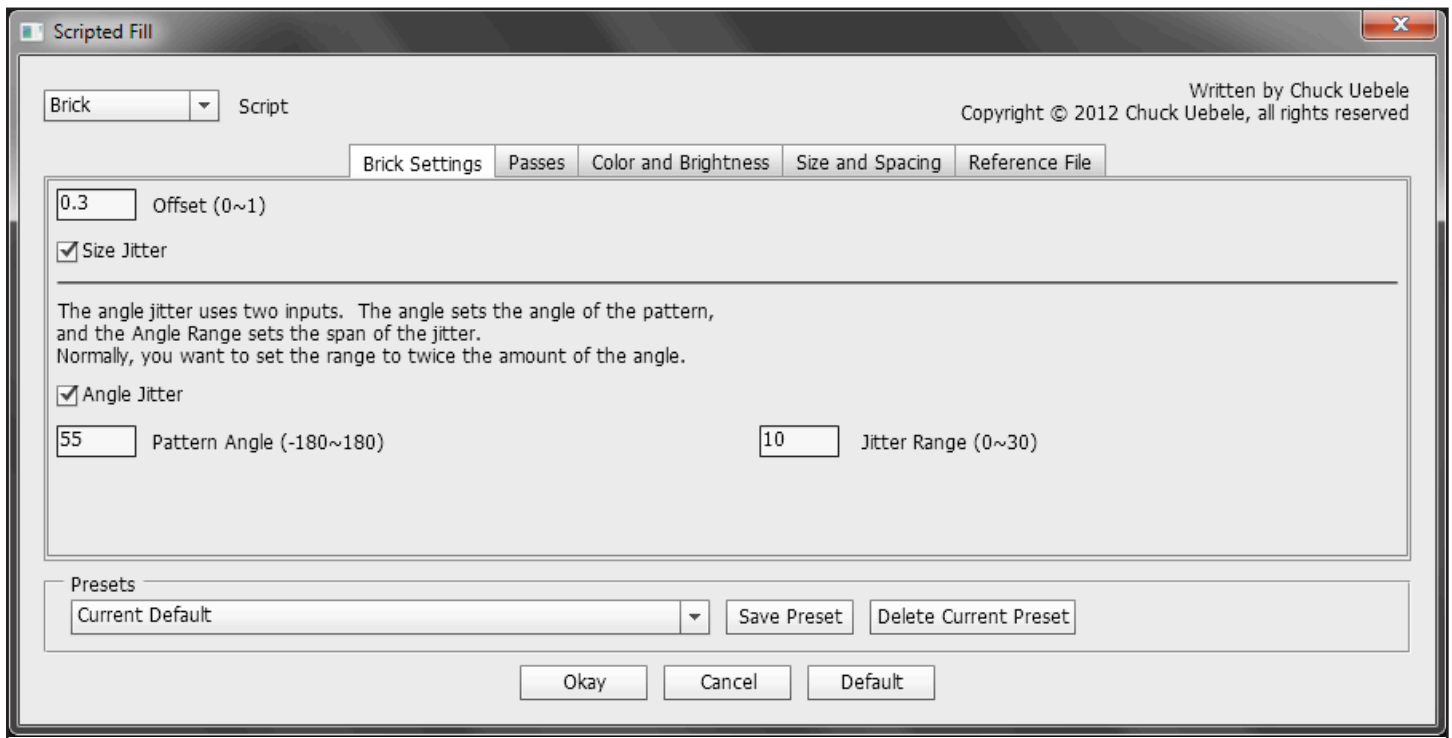 Scripted Fill
X
Brick Script
Written by Chuck Uebele
Copyright © 2012 Chuck Uebele, all rights reserved
Brick Settings Passes Color and Brightness Size and Spacing Reference File
0.3 Offset (0~1)
Size Jitter
The angle jitter uses two inputs.  The angle sets the angle of the pattern,
and the Angle Range sets the span of the jitter.
Normally, you want to set the range to twice the amount of the angle.
Angle Jitter
55 Pattern Angle (-180~180) 10 Jitter Range (0~30)
Presets
Current Default Save Preset Delete Current Preset
Okay Cancel Default